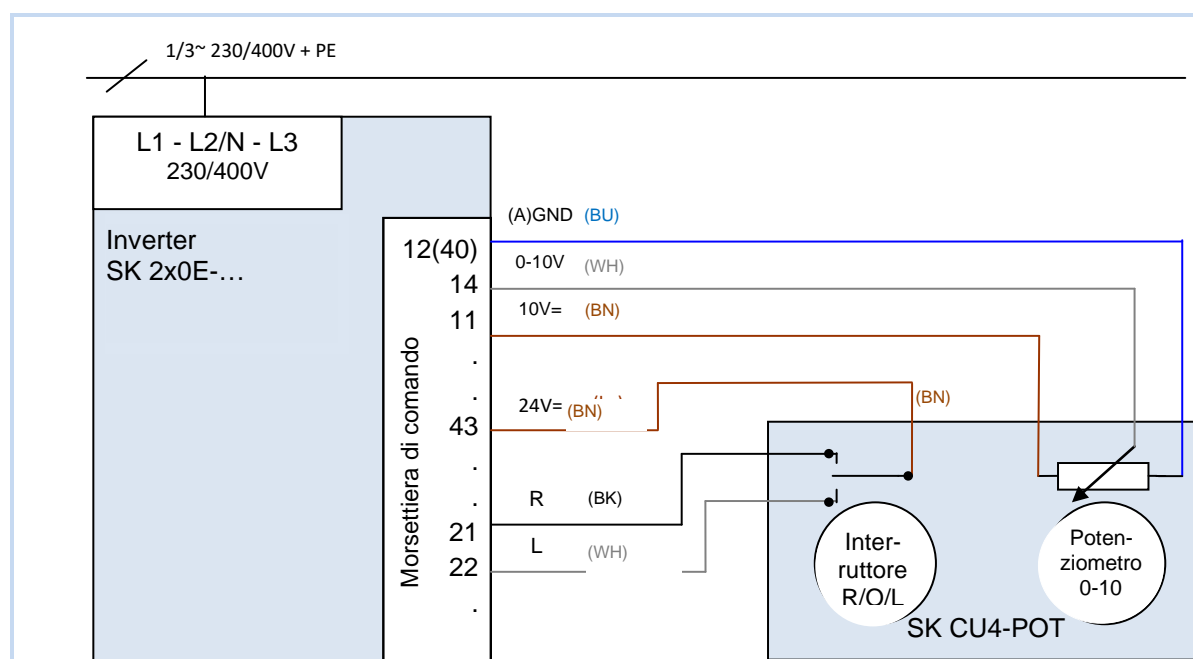 1/3~ 230/400V + PE
L1 - L2/N - L3
230/400V
Inverter
SK 2x0E-…
Morsettiera di comando
12(40)
14
11
.
.
43
.
.
21
22
.
(A)GND (BU)
0-10V (WH)
10V= (BN)
24V= (BN)
(BN)
R (BK)
L (WH)
Inter-
ruttore
R/O/L
Poten-
ziometro
0-10
SK CU4-POT